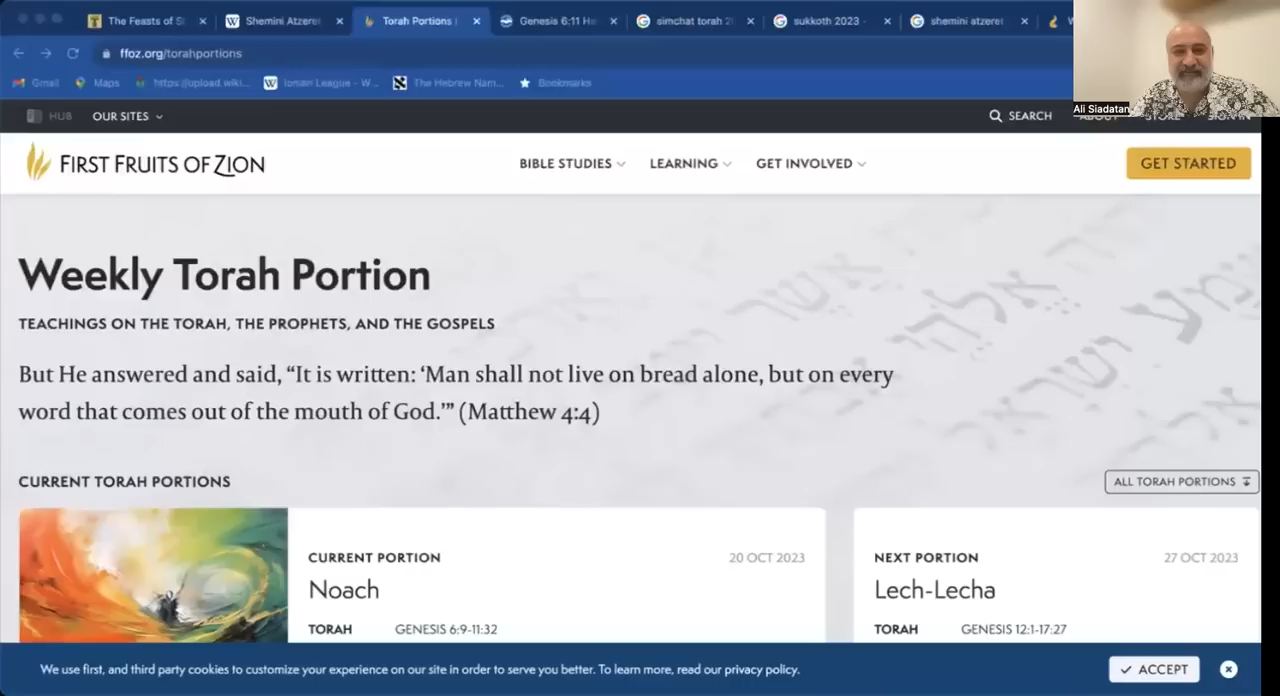 The Feasts of
Shemini Atzeret
Torah Portions
Genesis 6:11 He
simchat torah 2
sukkoth 2023 -
shemini atzeret
ffoz.org/torahportions
Gmail
Maps
https://upload.wiki...
Ionian League - W...
The Hebrew Nam...
Bookmarks
Ali Siadatan
HUB
OUR SITES
SEARCH
ABOUT
STORE
SIGN IN
FIRST FRUITS OF ZION
BIBLE STUDIES
LEARNING
GET INVOLVED
GET STARTED
Weekly Torah Portion
TEACHINGS ON THE TORAH, THE PROPHETS, AND THE GOSPELS
But He answered and said, “It is written: ‘Man shall not live on bread alone, but on every
word that comes out of the mouth of God.’” (Matthew 4:4)
CURRENT TORAH PORTIONS
ALL TORAH PORTIONS
CURRENT PORTION
20 OCT 2023
Noach
TORAH GENESIS 6:9-11:32
NEXT PORTION
27 OCT 2023
Lech-Lecha
TORAH GENESIS 12:1-17:27
We use first, and third party cookies to customize your experience on our site in order to serve you better. To learn more, read our privacy policy.
ACCEPT